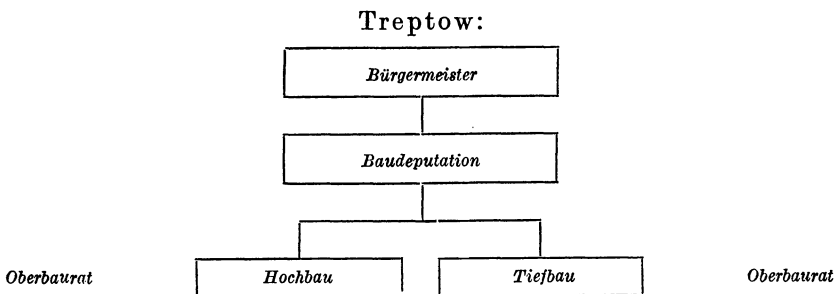 Treptow:
Bürgermeister
Baudeputation
Oberbaurat Hochbau Tiefbau Oberbaurat